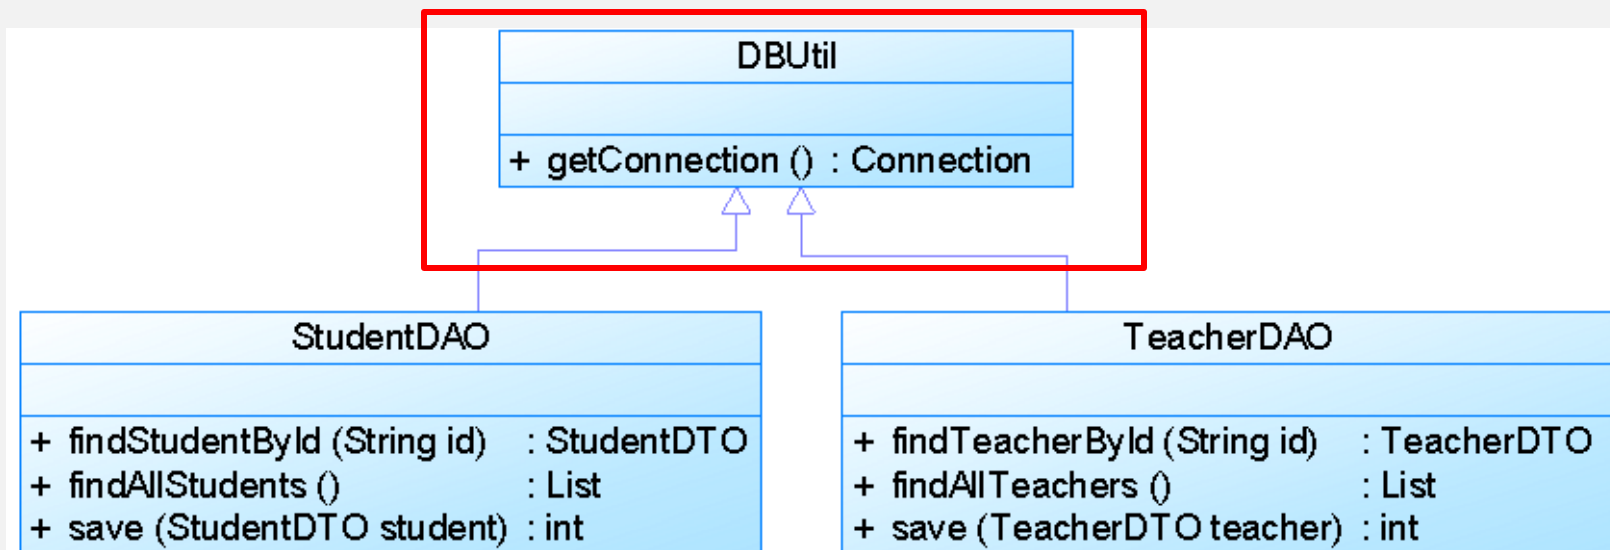 DBUtil
+ getConnection () : Connection
StudentDAO
+ findStudentById (String id) : StudentDTO
+ findAllStudents () : List
+ save (StudentDTO student) : int
TeacherDAO
+ findTeacherById (String id) : TeacherDTO
+ findAllTeachers () : List
+ save (TeacherDTO teacher) : int